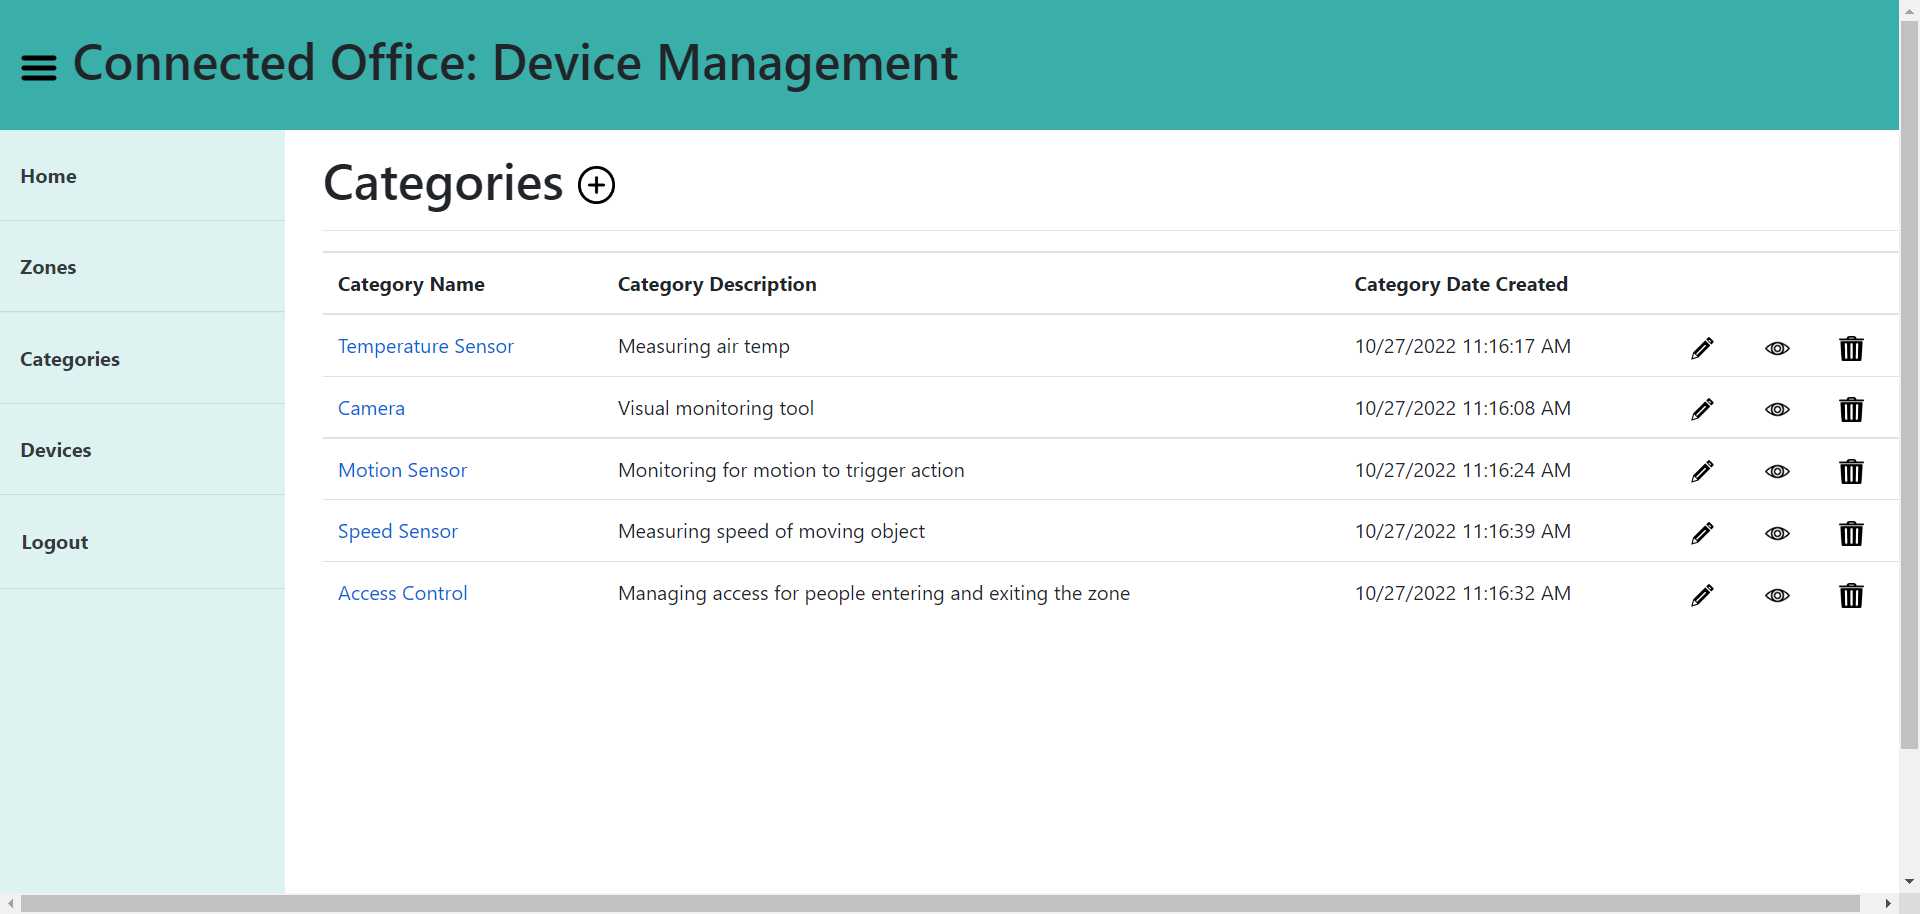 Connected Office: Device Management
Home
Zones
Categories
Devices
Logout
Categories
Category Name Category Description Category Date Created
Temperature Sensor Measuring air temp 10/27/2022 11:16:17 AM
Camera Visual monitoring tool 10/27/2022 11:16:08 AM
Motion Sensor Monitoring for motion to trigger action 10/27/2022 11:16:24 AM
Speed Sensor Measuring speed of moving object 10/27/2022 11:16:39 AM
Access Control Managing access for people entering and exiting the zone 10/27/2022 11:16:32 AM